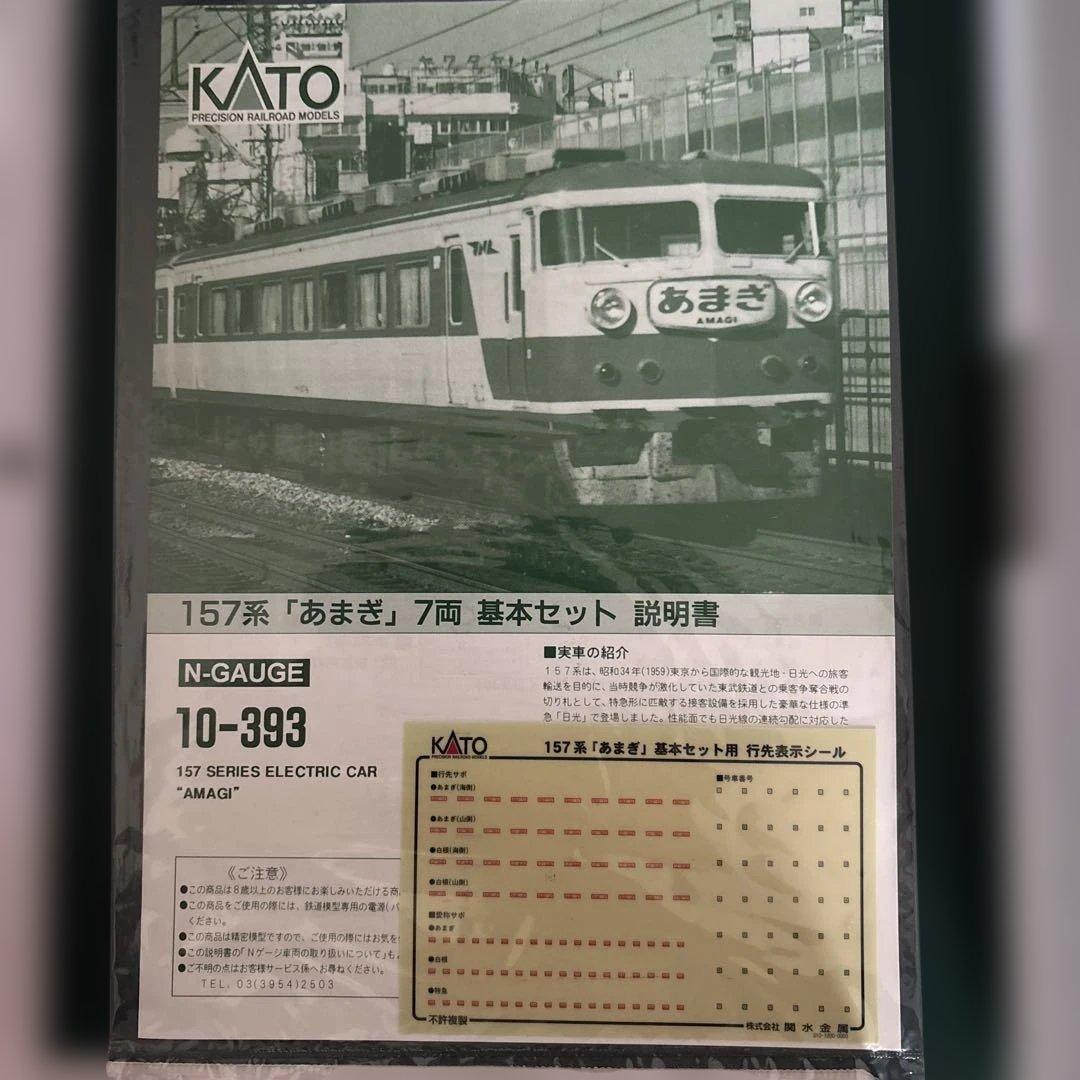 ヤワタヤ
KATO
PRECISION RAILROAD MODELS
JNR
あまぎ
AMAGI
157系「あまぎ」7両 基本セット 説明書
N-GAUGE
10-393
157 SERIES ELECTRIC CAR
“AMAGI”
■実車の紹介
157系は、昭和34年(1959)東京から国際的な観光地・日光への旅客
輸送を目的に、当時競争が激化していた東武鉄道との乗客争奪合戦の
切り札として、特急形に匹敵する接客設備を採用した豪華な仕様の準
急「日光」で登場しました。性能面でも日光線の連続勾配に対応した
《ご注意》
●この商品は8歳以上のお客様にお楽しみいただける商
●この商品をご使用の際には、鉄道模型専用の電源(パ
ください。
●この商品は精密模型ですので、ご使用の際にはお気を
●この説明書の「Nゲージ車両の取り扱いについて」も
●ご不明の点はお客様サービス係へお尋ねください。
TEL. 03(3954)2503
KATO
PRECISION RAILROAD MODELS
157系「あまぎ」基本セット用 行先表示シール
■行先サボ
●あまぎ(海側)
●あまぎ(山側)
●白根(海側)
●白根(山側)
■愛称サボ
●あまぎ
●白根
●特急
■号車番号
不許複製
株式会社 関水金属